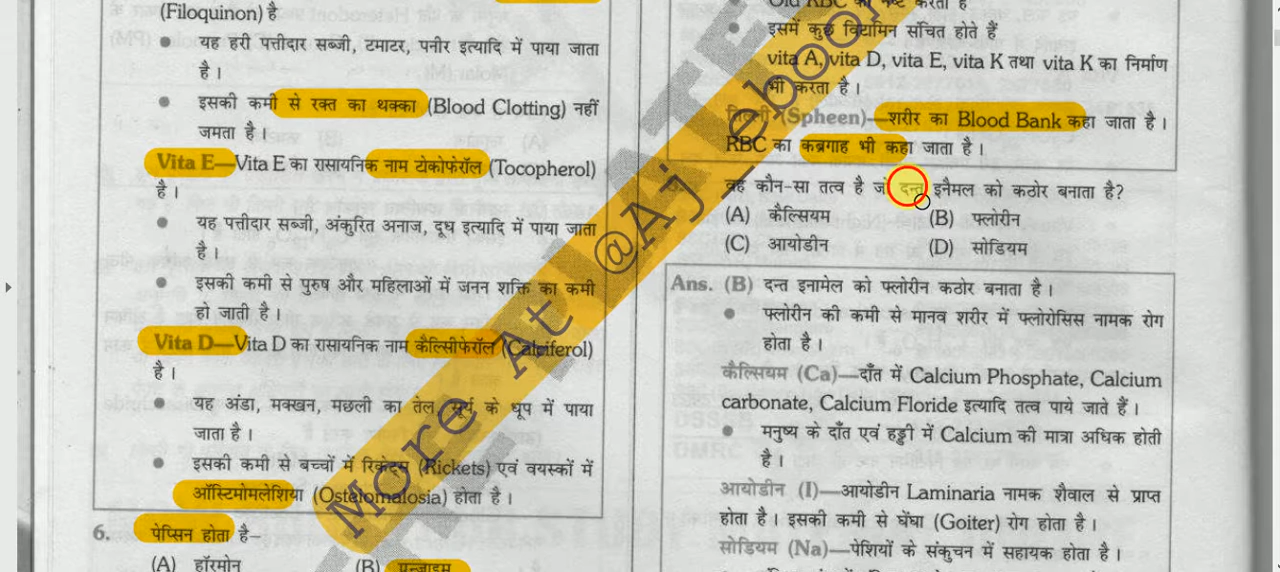 (Filoquinon) है
यह हरी पत्तीदार सब्जी, टमाटर, पनीर इत्यादि में पाया जाता
है।
इसकी कमी से रक्त का थक्का (Blood Clotting) नहीं
जमता है।
Vita E—Vita E का रासायनिक नाम टोकोफेरॉल (Tocopherol)
है।
यह पत्तीदार सब्जी, अंकुरित अनाज, दूध इत्यादि में पाया जाता
है।
इसकी कमी से पुरुष और महिलाओं में जनन शक्ति का कमी
हो जाती है।
Vita D—Vita D का रासायनिक नाम कैल्सीफेरॉल (Calciferol)
है।
यह अंडा, मक्खन, मछली का तेल, सूर्य के धूप में पाया
जाता है।
इसकी कमी से बच्चों में रिकेट्स (Rickets) एवं वयस्कों में
ऑस्टिमोमलेशिया (Osteiomalosia) होता है।
6. पेप्सिन होता है—
(A) हॉरमोन (B) एन्जाइम
Old RBC को नष्ट करता है
इसमें कुछ विटामिन संचित होते हैं
vita A, vita D, vita E, vita K तथा vita K का निर्माण
भी करता है।
तिल्ली (Spheen)—शरीर का Blood Bank कहा जाता है।
RBC का कब्रगाह भी कहा जाता है।
वह कौन-सा तत्व है जो दन्त इनैमल को कठोर बनाता है?
(A) कैल्सियम (B) फ्लोरीन
(C) आयोडीन (D) सोडियम
Ans. (B) दन्त इनामेल को फ्लोरीन कठोर बनाता है।
फ्लोरीन की कमी से मानव शरीर में फ्लोरोसिस नामक रोग
होता है।
कैल्सियम (Ca)—दाँत में Calcium Phosphate, Calcium
carbonate, Calcium Floride इत्यादि तत्व पाये जाते हैं।
मनुष्य के दाँत एवं हड्डी में Calcium की मात्रा अधिक होती
है।
आयोडीन (I)—आयोडीन Laminaria नामक शैवाल से प्राप्त
होता है। इसकी कमी से घेंघा (Goiter) रोग होता है।
सोडियम (Na)—पेशियों के संकुचन में सहायक होता है।
More At @Aj_ebook